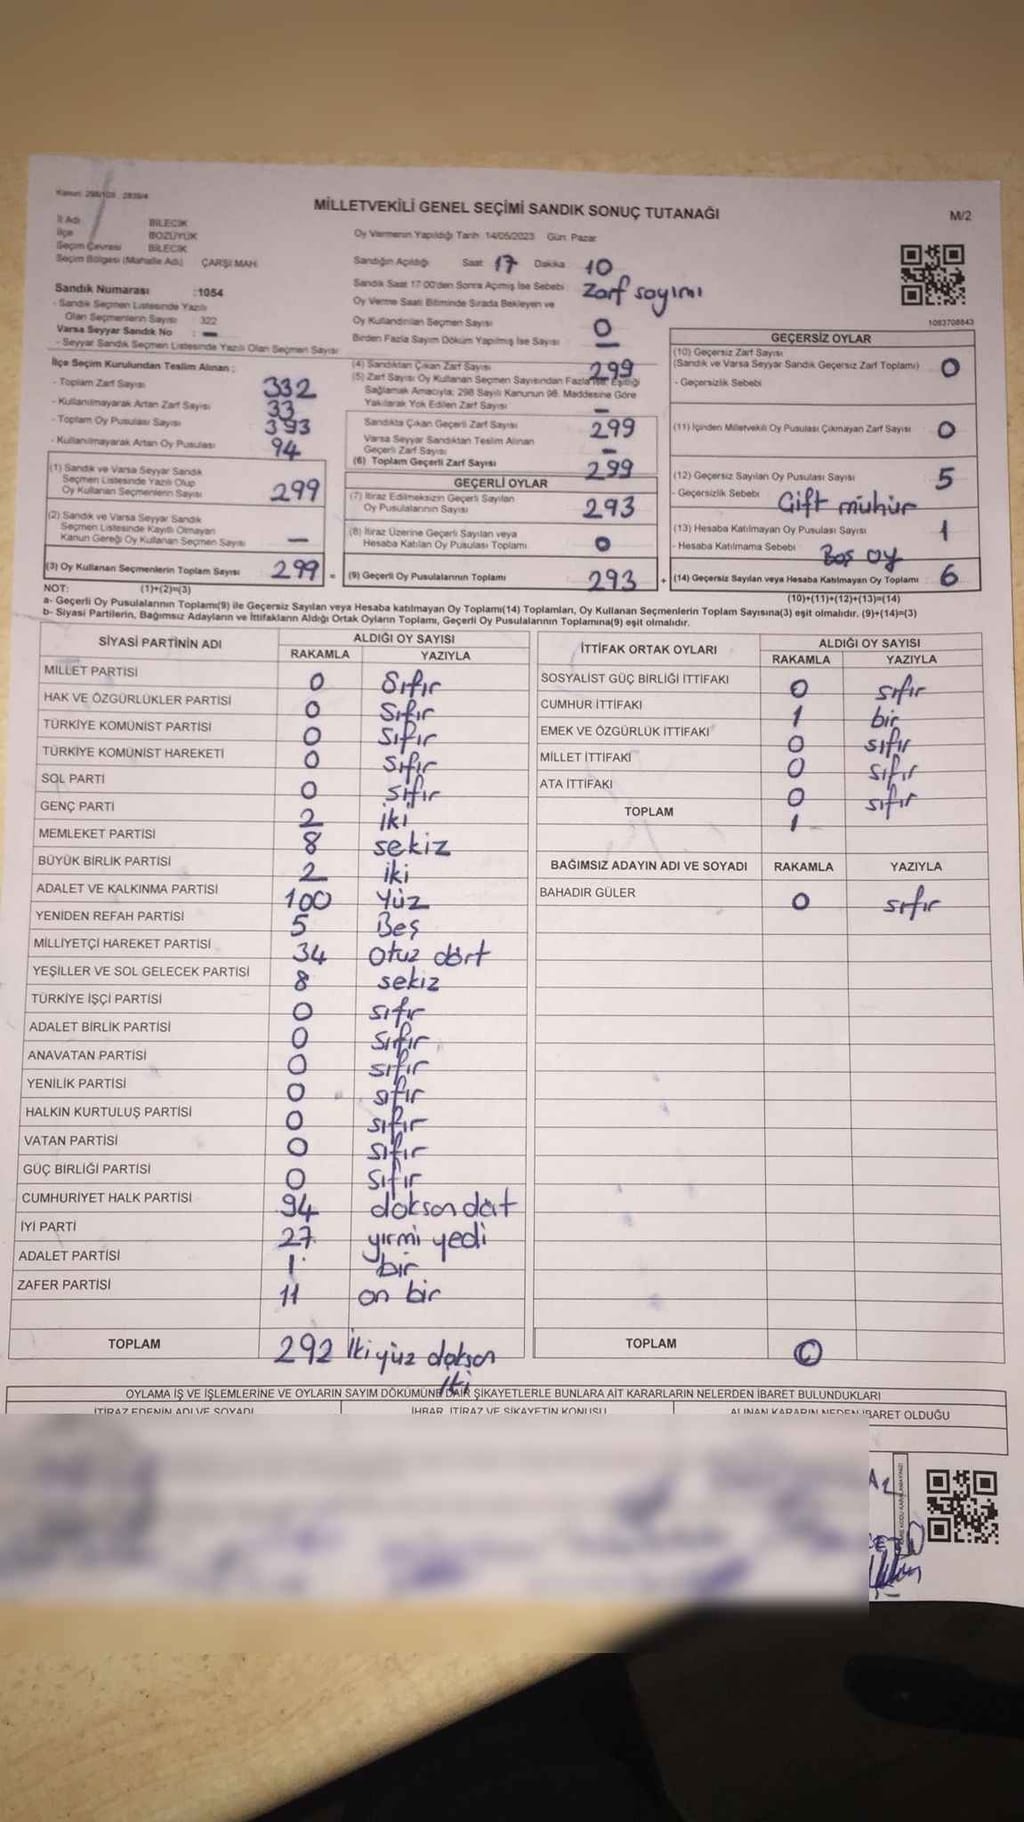 Kanun: 298/105 , 2839/4
MİLLETVEKİLİ GENEL SEÇİMİ SANDIK SONUÇ TUTANAĞI
M/2
İl Adı BİLECİK
İlçe BOZÜYÜK
Seçim Çevresi BİLECİK
Seçim Bölgesi (Mahalle Adı) ÇARŞI MAH.
Oy Vermenin Yapıldığı Tarih 14/05/2023 Gün: Pazar
Sandığın Açıldığı Saat 17 Dakika 10
Sandık Saat 17:00'den Sonra Açılmış İse Sebebi : Zarf sayımı
Oy Verme Saati Bitiminde Sırada Bekleyen ve
Oy Kullandırılan Seçmen Sayısı 0
Birden Fazla Sayım Döküm Yapılmış İse Sayısı —
1083708643
Sandık Numarası :1054
- Sandık Seçmen Listesinde Yazılı
Olan Seçmenlerin Sayısı 322
Varsa Seyyar Sandık No : —
- Seyyar Sandık Seçmen Listesinde Yazılı Olan Seçmen Sayısı
İlçe Seçim Kurulundan Teslim Alınan ;
- Toplam Zarf Sayısı 332
- Kullanılmayarak Artan Zarf Sayısı 33
- Toplam Oy Pusulası Sayısı 393
- Kullanılmayarak Artan Oy Pusulası 94
(1) Sandık ve Varsa Seyyar Sandık
Seçmen Listesinde Yazılı Olup
Oy Kullanan Seçmenlerin Sayısı 299
(2) Sandık ve Varsa Seyyar Sandık
Seçmen Listesinde Kayıtlı Olmayan
Kanun Gereği Oy Kullanan Seçmen Sayısı —
(3) Oy Kullanan Seçmenlerin Toplam Sayısı 299 =
(4) Sandıktan Çıkan Zarf Sayısı 299
(5) Zarf Sayısı Oy Kullanan Seçmen Sayısından Fazla İse, Eşitliği
Sağlamak Amacıyla; 298 Sayılı Kanunun 98. Maddesine Göre
Yakılarak Yok Edilen Zarf Sayısı —
Sandıkta Çıkan Geçerli Zarf Sayısı 299
Varsa Seyyar Sandıktan Teslim Alınan
Geçerli Zarf Sayısı —
(6) Toplam Geçerli Zarf Sayısı 299
GEÇERLİ OYLAR
(7) İtiraz Edilmeksizin Geçerli Sayılan
Oy Pusulalarının Sayısı 293
(8) İtiraz Üzerine Geçerli Sayılan veya
Hesaba Katılan Oy Pusulası Toplamı 0
(9) Geçerli Oy Pusulalarının Toplamı 293 +
GEÇERSİZ OYLAR
(10) Geçersiz Zarf Sayısı
(Sandık ve Varsa Seyyar Sandık Geçersiz Zarf Toplamı) 0
- Geçersizlik Sebebi
(11) İçinden Milletvekili Oy Pusulası Çıkmayan Zarf Sayısı 0
(12) Geçersiz Sayılan Oy Pusulası Sayısı 5
- Geçersizlik Sebebi Çift mühür
(13) Hesaba Katılmayan Oy Pusulası Sayısı 1
- Hesaba Katılmama Sebebi Boş oy
(14) Geçersiz Sayılan veya Hesaba Katılmayan Oy Toplamı 6
NOT: (1)+(2)=(3) (10)+(11)+(12)+(13)=(14)
a- Geçerli Oy Pusulalarının Toplamı(9) ile Geçersiz Sayılan veya Hesaba katılmayan Oy Toplamı(14) Toplamları, Oy Kullanan Seçmenlerin Toplam Sayısına(3) eşit olmalıdır. (9)+(14)=(3)
b- Siyasi Partilerin, Bağımsız Adayların ve İttifakların Aldığı Ortak Oyların Toplamı, Geçerli Oy Pusulalarının Toplamına(9) eşit olmalıdır.
SİYASİ PARTİNİN ADI ALDIĞI OY SAYISI
RAKAMLA YAZIYLA
MİLLET PARTİSİ 0 Sıfır
HAK VE ÖZGÜRLÜKLER PARTİSİ 0 Sıfır
TÜRKİYE KOMÜNİST PARTİSİ 0 sıfır
TÜRKİYE KOMÜNİST HAREKETİ 0 sıfır
SOL PARTİ 0 sıfır
GENÇ PARTİ 2 iki
MEMLEKET PARTİSİ 8 sekiz
BÜYÜK BİRLİK PARTİSİ 2 iki
ADALET VE KALKINMA PARTİSİ 100 Yüz
YENİDEN REFAH PARTİSİ 5 Beş
MİLLİYETÇİ HAREKET PARTİSİ 34 otuz dört
YEŞİLLER VE SOL GELECEK PARTİSİ 8 sekiz
TÜRKİYE İŞÇİ PARTİSİ 0 sıfır
ADALET BİRLİK PARTİSİ 0 sıfır
ANAVATAN PARTİSİ 0 sıfır
YENİLİK PARTİSİ 0 sıfır
HALKIN KURTULUŞ PARTİSİ 0 sıfır
VATAN PARTİSİ 0 sıfır
GÜÇ BİRLİĞİ PARTİSİ 0 sıfır
CUMHURİYET HALK PARTİSİ 94 doksan dört
İYİ PARTİ 27 yirmi yedi
ADALET PARTİSİ 1 bir
ZAFER PARTİSİ 11 on bir
TOPLAM 292 İkiyüz doksan iki
İTTİFAK ORTAK OYLARI ALDIĞI OY SAYISI
RAKAMLA YAZIYLA
SOSYALİST GÜÇ BİRLİĞİ İTTİFAKI 0 sıfır
CUMHUR İTTİFAKI 1 bir
EMEK VE ÖZGÜRLÜK İTTİFAKI 0 sıfır
MİLLET İTTİFAKI 0 sıfır
ATA İTTİFAKI 0 sıfır
TOPLAM 1
BAĞIMSIZ ADAYIN ADI VE SOYADI RAKAMLA YAZIYLA
BAHADIR GÜLER 0 sıfır
TOPLAM 0
OYLAMA İŞ VE İŞLEMLERİNE VE OYLARIN SAYIM DÖKÜMÜNE DAİR ŞİKAYETLERLE BUNLARA AİT KARARLARIN NELERDEN İBARET BULUNDUKLARI
İTİRAZ EDENİN ADI VE SOYADI İHBAR, İTİRAZ VE ŞİKAYETİN KONUSU ALINAN KARARIN NEDEN İBARET OLDUĞU